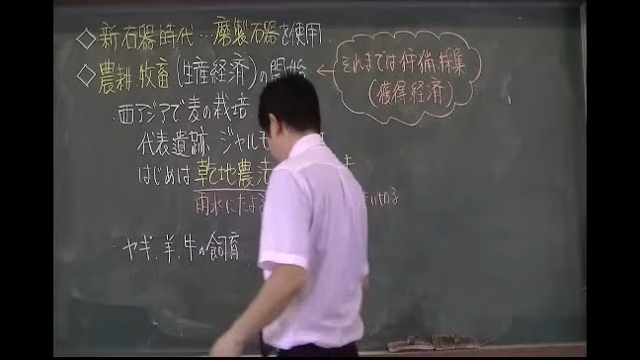 ◇新石器時代…磨製石器を使用
◇農耕.牧畜(生産経済)の開始
←それまでは狩猟.採集
(獲得経済)
西アジアで麦の栽培
代表遺跡、ジャルモ
はじめは乾地農法
雨水にたよる
ヤギ、羊、牛の飼育